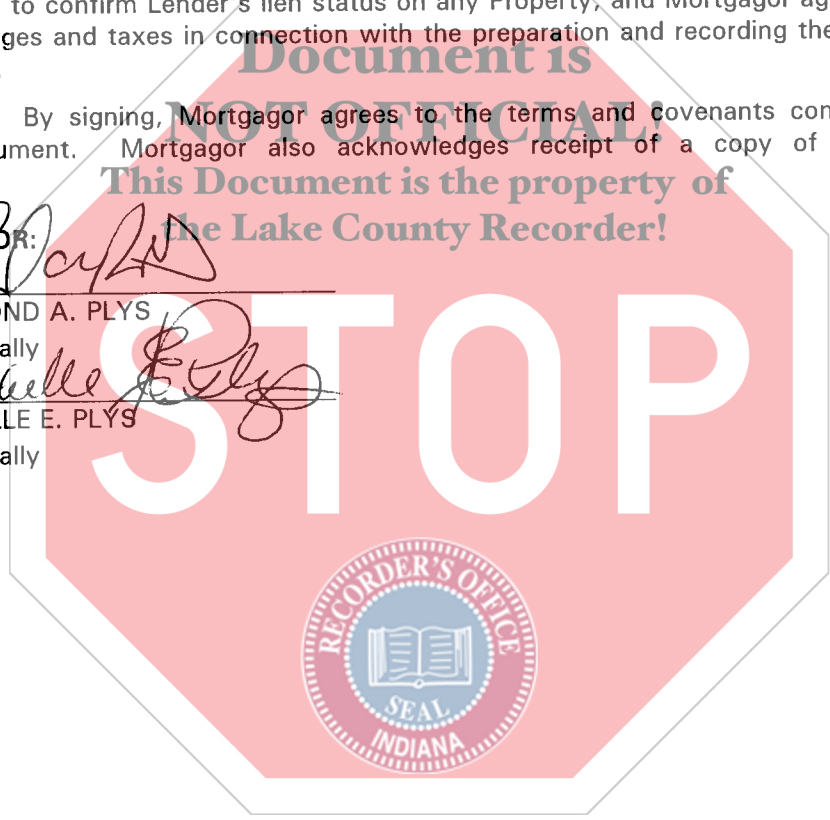 to confirm Lender's lien status on any Property, and Mortgagor ag
ges and taxes in connection with the preparation and recording the
Document is
By signing, Mortgagor agrees to the terms and covenants con
NOT OFFICIAL!
ument. Mortgagor also acknowledges receipt of a copy of
This Document is the property of
the Lake County Recorder!
OR:
ND A. PLYS
ally
LLE E. PLYS
ally
STOP
RECORDER'S OFFICE
SEAL
INDIANA